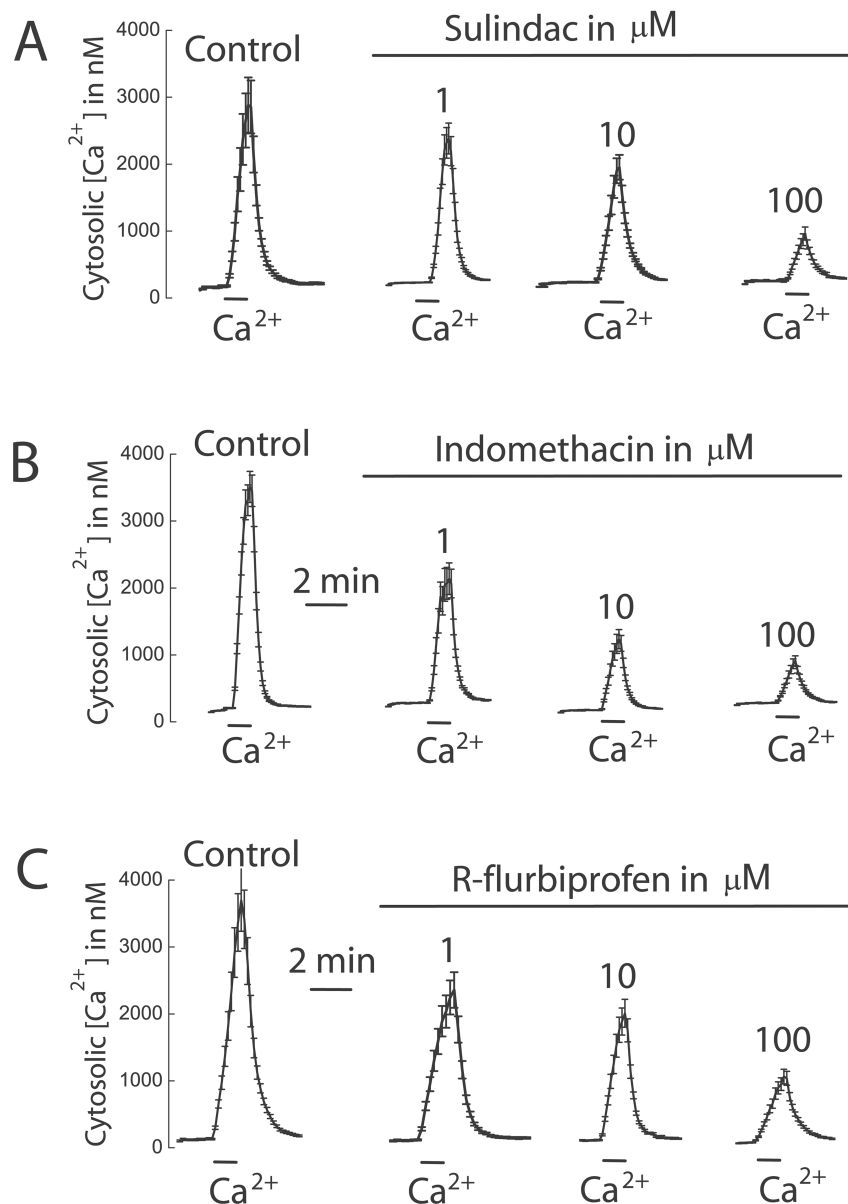 A
Sulindac in μM
Control
4000
3000
2000
1000
0
Cytosolic [Ca²⁺] in nM
1
10
100
Ca²⁺ Ca²⁺ Ca²⁺ Ca²⁺
B
Control
Indomethacin in μM
4000
3000
2000
1000
0
Cytosolic [Ca²⁺] in nM
2 min
1
10
100
Ca²⁺ Ca²⁺ Ca²⁺ Ca²⁺
C
Control
R-flurbiprofen in μM
4000
3000
2000
1000
0
Cytosolic [Ca²⁺] in nM
2 min
1
10
100
Ca²⁺ Ca²⁺ Ca²⁺ Ca²⁺